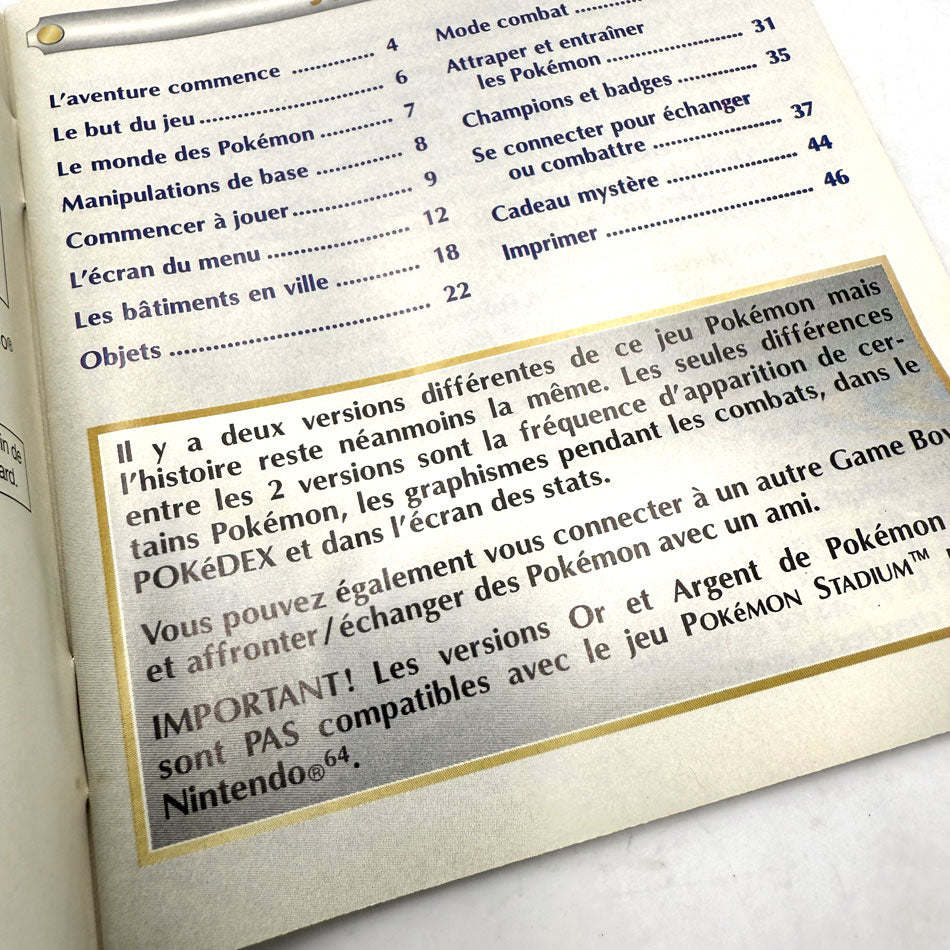 L'aventure commence ............... 4
Le but du jeu ................................. 6
Le monde des Pokémon ............. 7
Manipulations de base ............... 8
Commencer à jouer..................... 9
L'écran du menu ......................... 12
Les bâtiments en ville ............... 18
Objets ............................................. 22
Mode combat
Attraper et entraîner
les Pokémon ......................... 31
Champions et badges .............. 35
Se connecter pour échanger
ou combattre ....................... 37
Cadeau mystère ....................... 44
Imprimer ..................................... 46
Il y a deux versions différentes de ce jeu Pokémon mais
l'histoire reste néanmoins la même. Les seules différences
entre les 2 versions sont la fréquence d'apparition de cer-
tains Pokémon, les graphismes pendant les combats, dans le
POKéDEX et dans l'écran des stats.
Vous pouvez également vous connecter à un autre Game Boy
et affronter/échanger des Pokémon avec un ami.
IMPORTANT! Les versions Or et Argent de Pokémon
sont PAS compatibles avec le jeu POKéMON STADIUM™
Nintendo®64.
in de
ard.